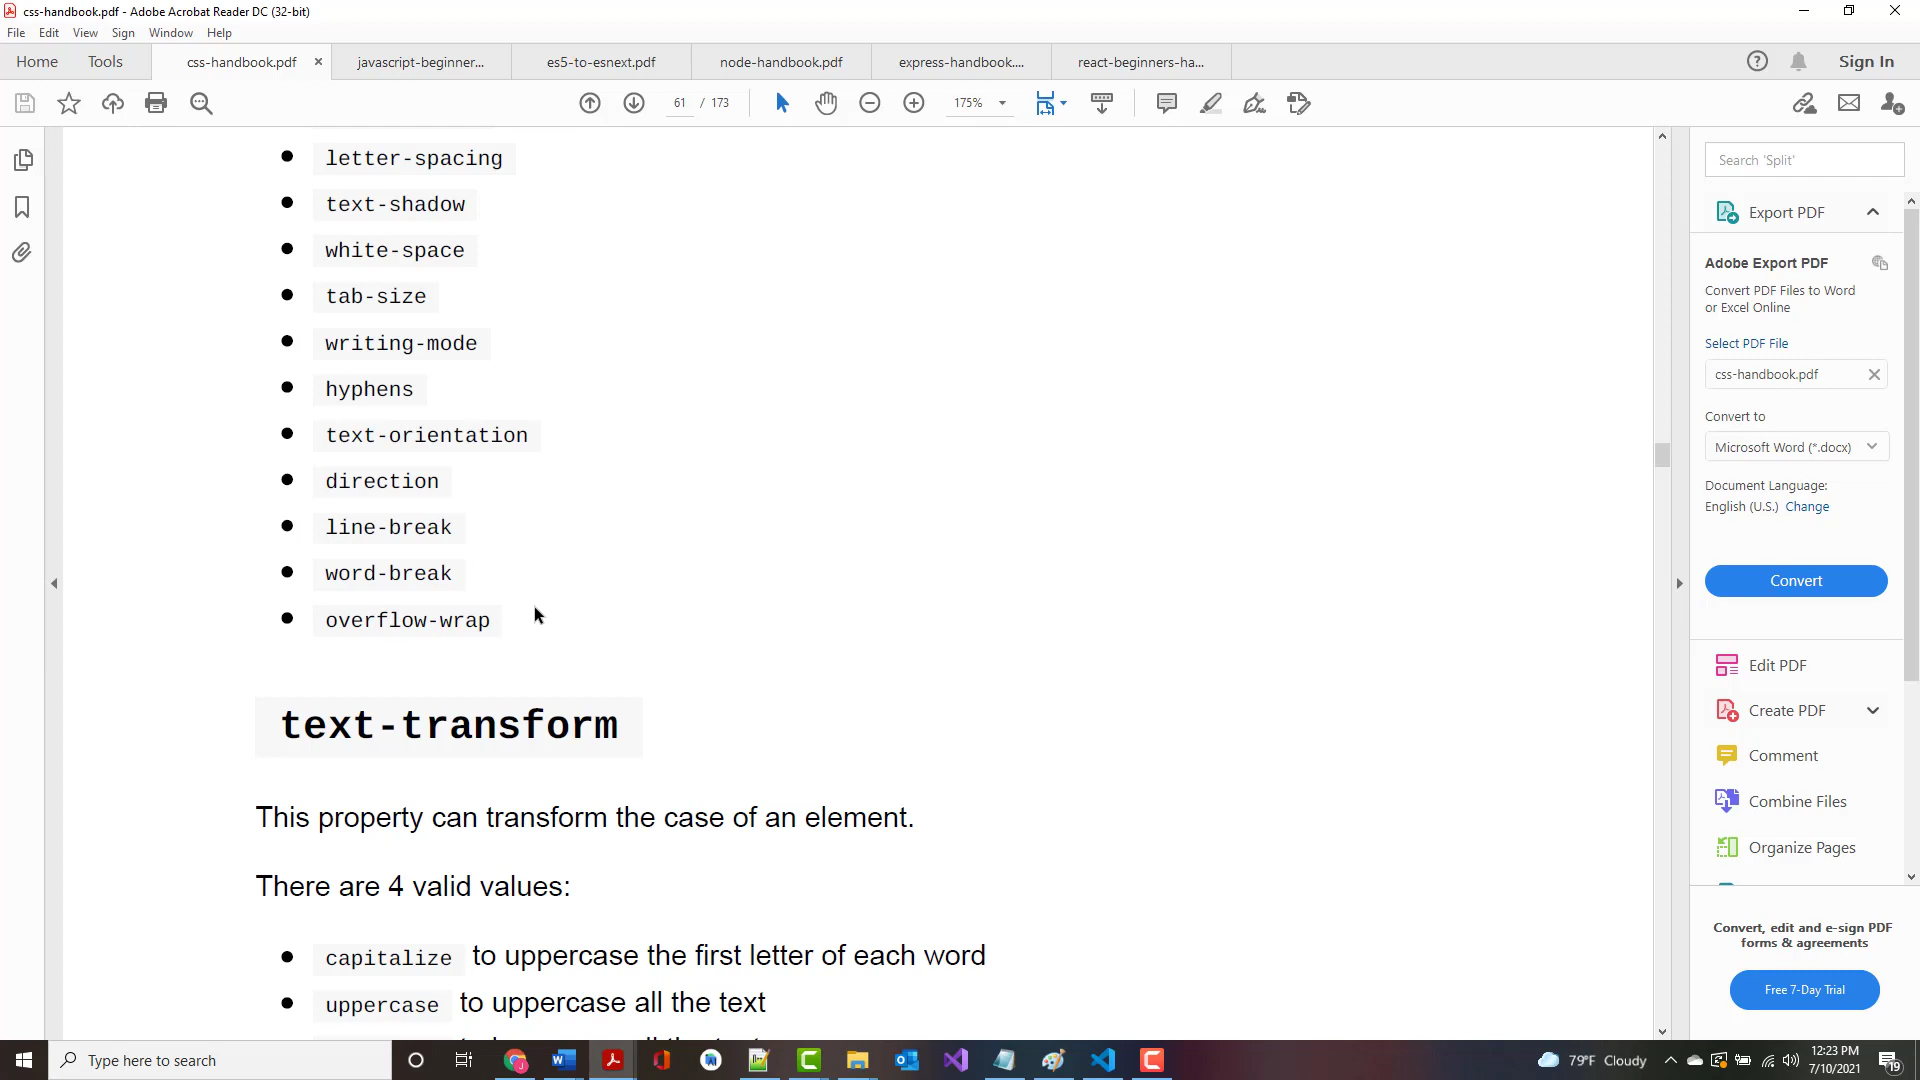 css-handbook.pdf - Adobe Acrobat Reader DC (32-bit)
File Edit View Sign Window Help
Home Tools css-handbook.pdf × javascript-beginner... es5-to-esnext.pdf node-handbook.pdf express-handbook.... react-beginners-ha... Sign In
61 / 173 175%
letter-spacing
text-shadow
white-space
tab-size
writing-mode
hyphens
text-orientation
direction
line-break
word-break
overflow-wrap
text-transform
This property can transform the case of an element.
There are 4 valid values:
capitalize to uppercase the first letter of each word
uppercase to uppercase all the text
Search 'Split'
Export PDF
Adobe Export PDF
Convert PDF Files to Word
or Excel Online
Select PDF File
css-handbook.pdf
Convert to
Microsoft Word (*.docx)
Document Language:
English (U.S.) Change
Convert
Edit PDF
Create PDF
Comment
Combine Files
Organize Pages
Convert, edit and e-sign PDF
forms & agreements
Free 7-Day Trial
Type here to search
79°F Cloudy
12:23 PM
7/10/2021
19